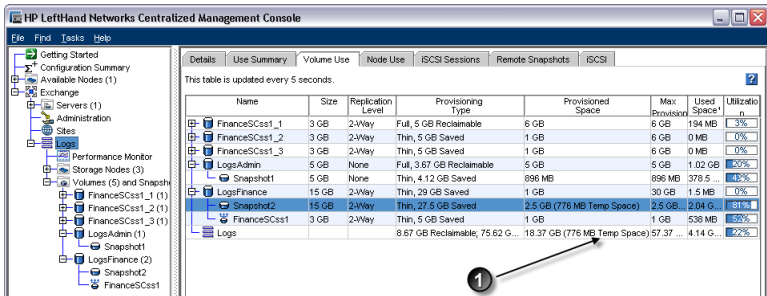 HP LeftHand Networks Centralized Management Console
File Find Tasks Help
Getting Started
Configuration Summary
Available Nodes (1)
Exchange
Servers (1)
Administration
Sites
Logs
Performance Monitor
Storage Nodes (3)
Volumes (5) and Snapsh
FinanceSCss1_1 (1)
FinanceSCss1_2 (1)
FinanceSCss1_3 (1)
LogsAdmin (1)
Snapshot1
LogsFinance (2)
Snapshot2
FinanceSCss1
Details Use Summary Volume Use Node Use iSCSI Sessions Remote Snapshots iSCSI
This table is updated every 5 seconds.
?
Name Size Replication Level Provisioning Type Provisioned Space Max Provision Used Space* Utilizatio n
FinanceSCss1_1 3 GB 2-Way Full, 5 GB Reclaimable 6 GB 6 GB 194 MB 3%
FinanceSCss1_2 3 GB 2-Way Thin, 5 GB Saved 1 GB 6 GB 0 MB 0%
FinanceSCss1_3 3 GB 2-Way Thin, 5 GB Saved 1 GB 6 GB 0 MB 0%
LogsAdmin 5 GB None Full, 3.67 GB Reclaimable 5 GB 5 GB 1.02 GB 20%
Snapshot1 5 GB None Thin, 4.12 GB Saved 896 MB 896 MB 378.5 ... 42%
LogsFinance 15 GB 2-Way Thin, 29 GB Saved 1 GB 30 GB 1.5 MB 0%
Snapshot2 15 GB 2-Way Thin, 27.5 GB Saved 2.5 GB (776 MB Temp Space) 2.5 GB... 2.04 G... 81%
FinanceSCss1 3 GB 2-Way Thin, 5 GB Saved 1 GB 1 GB 538 MB 52%
Logs 8.67 GB Reclaimable; 75.62 G... 18.37 GB (776 MB Temp Space) 57.37 ... 4.14 G... 22%
1